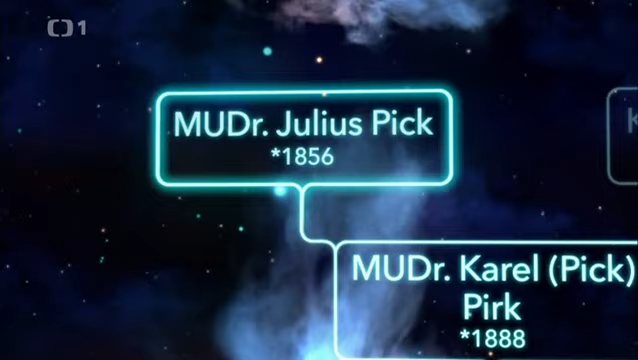 ČT1
MUDr. Julius Pick
*1856
MUDr. Karel (Pick)
Pirk
*1888